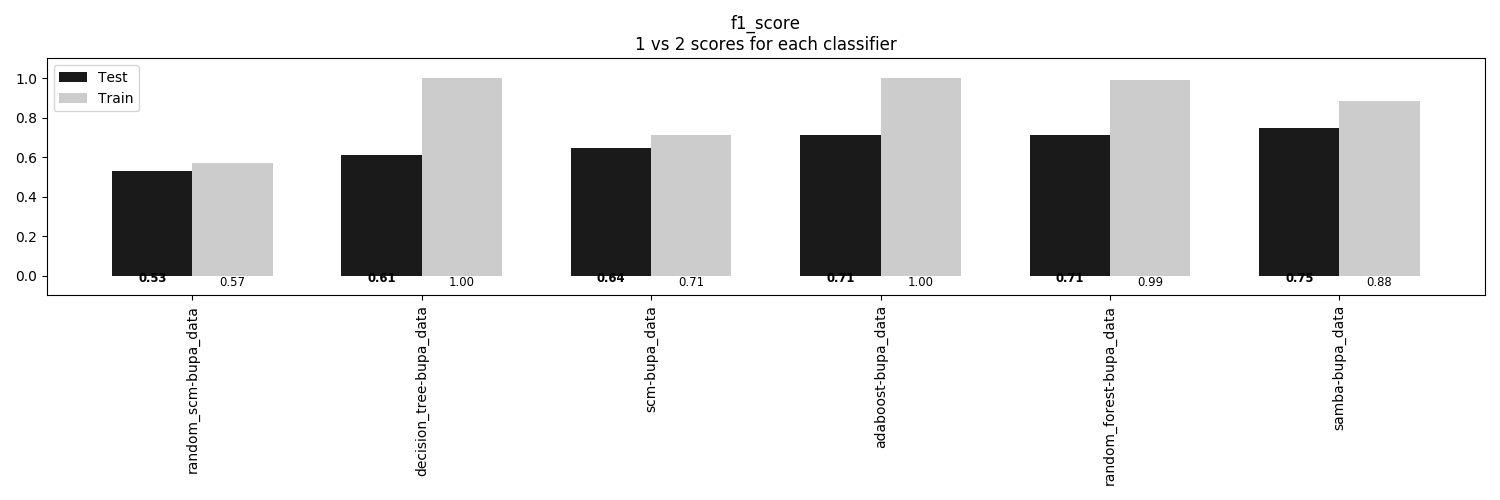 f1_score
1 vs 2 scores for each classifier
Test
Train
1.0
0.8
0.6
0.4
0.2
0.0
0.53
0.57
0.61
1.00
0.64
0.71
0.71
1.00
0.71
0.99
0.75
0.88
random_scm-bupa_data
decision_tree-bupa_data
scm-bupa_data
adaboost-bupa_data
random_forest-bupa_data
samba-bupa_data